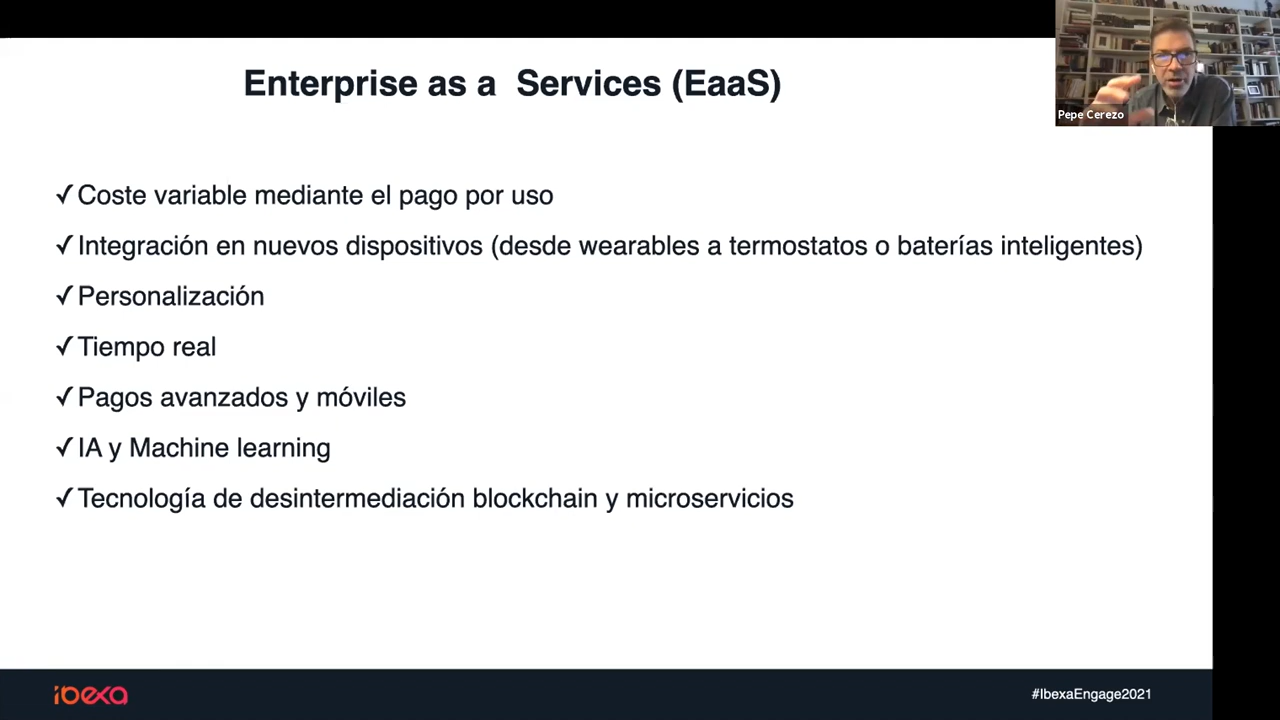 Enterprise as a  Services (EaaS)
Pepe Cerezo
✓Coste variable mediante el pago por uso
✓Integración en nuevos dispositivos (desde wearables a termostatos o baterías inteligentes)
✓Personalización
✓Tiempo real
✓Pagos avanzados y móviles
✓IA y Machine learning
✓Tecnología de desintermediación blockchain y microservicios
ibexa
#IbexaEngage2021